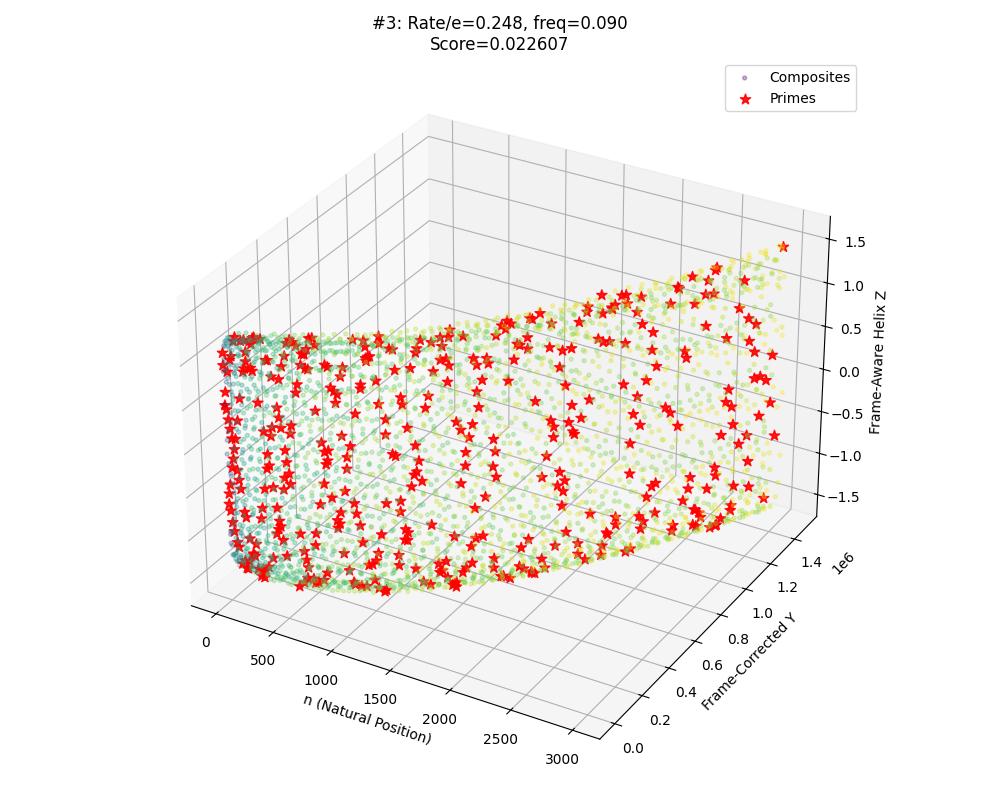 #3: Rate/e=0.248, freq=0.090
Score=0.022607
Composites
Primes
1.5
1.0
0.5
0.0
−0.5
−1.0
−1.5
Frame-Aware Helix Z
1e6
1.4
1.2
1.0
0.8
0.6
0.4
0.2
0.0
Frame-Corrected Y
0
500
1000
1500
2000
2500
3000
n (Natural Position)